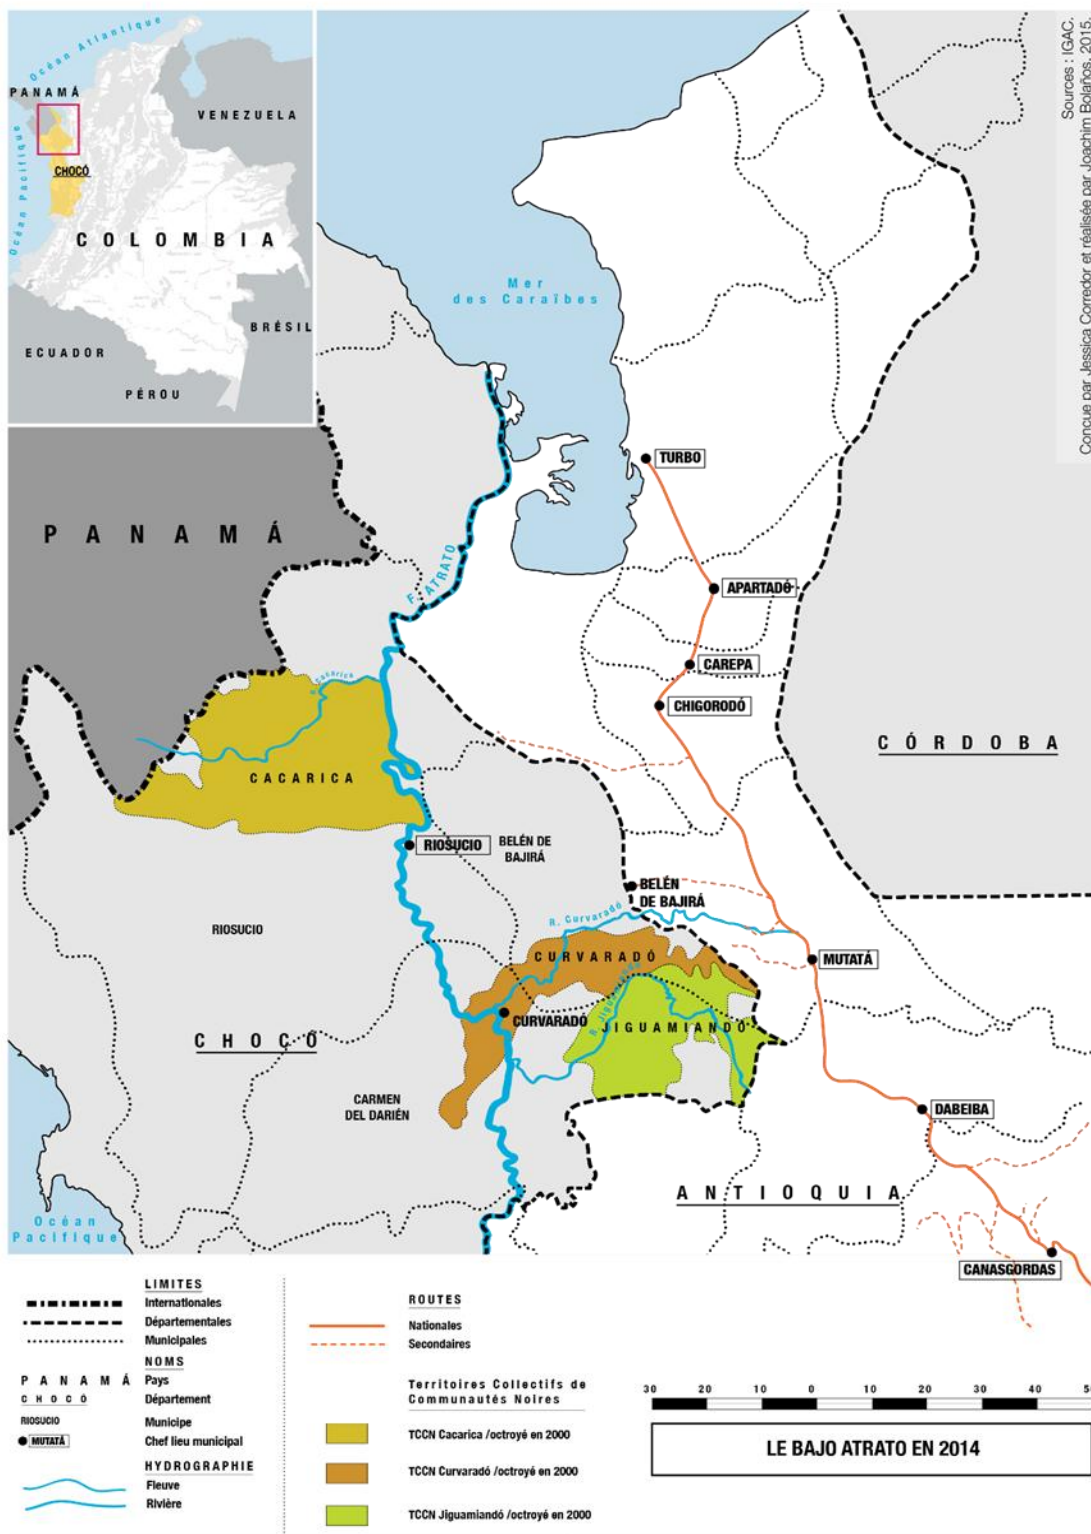 Océan Atlantique
PANAMÁ
VENEZUELA
Océan Pacifique
CHOCÓ
COLOMBIA
BRÉSIL
ECUADOR
PÉROU
Sources : IGAC.
Conçue par Jessica Corredor et réalisée par Joachim Bolaños, 2015.
Mer
des Caraïbes
TURBO
PANAMÁ
F. ATRATO
APARTADÓ
CAREPA
R. Cacarica
CHIGORODÓ
CÓRDOBA
CACARICA
RIOSUCIO
BELÉN DE
BAJIRÁ
BELÉN
DE BAJIRÁ
R. Curvaradó
RIOSUCIO
CURVARADÓ
MUTATÁ
R. Jiguamiandó
CURVARADÓ
JIGUAMIANDÓ
CHOCÓ
CARMEN
DEL DARIÉN
DABEIBA
ANTIOQUIA
Océan
Pacifique
CANASGORDAS
LIMITES
Internationales
Départementales
Municipales
NOMS
PANAMÁ Pays
CHOCÓ Département
RIOSUCIO Municipe
MUTATÁ Chef lieu municipal
HYDROGRAPHIE
Fleuve
Rivière
ROUTES
Nationales
Secondaires
Territoires Collectifs de
Communautés Noires
TCCN Cacarica /octroyé en 2000
TCCN Curvaradó /octroyé en 2000
TCCN Jiguamiandó /octroyé en 2000
30 20 10 0 10 20 30 40
LE BAJO ATRATO EN 2014